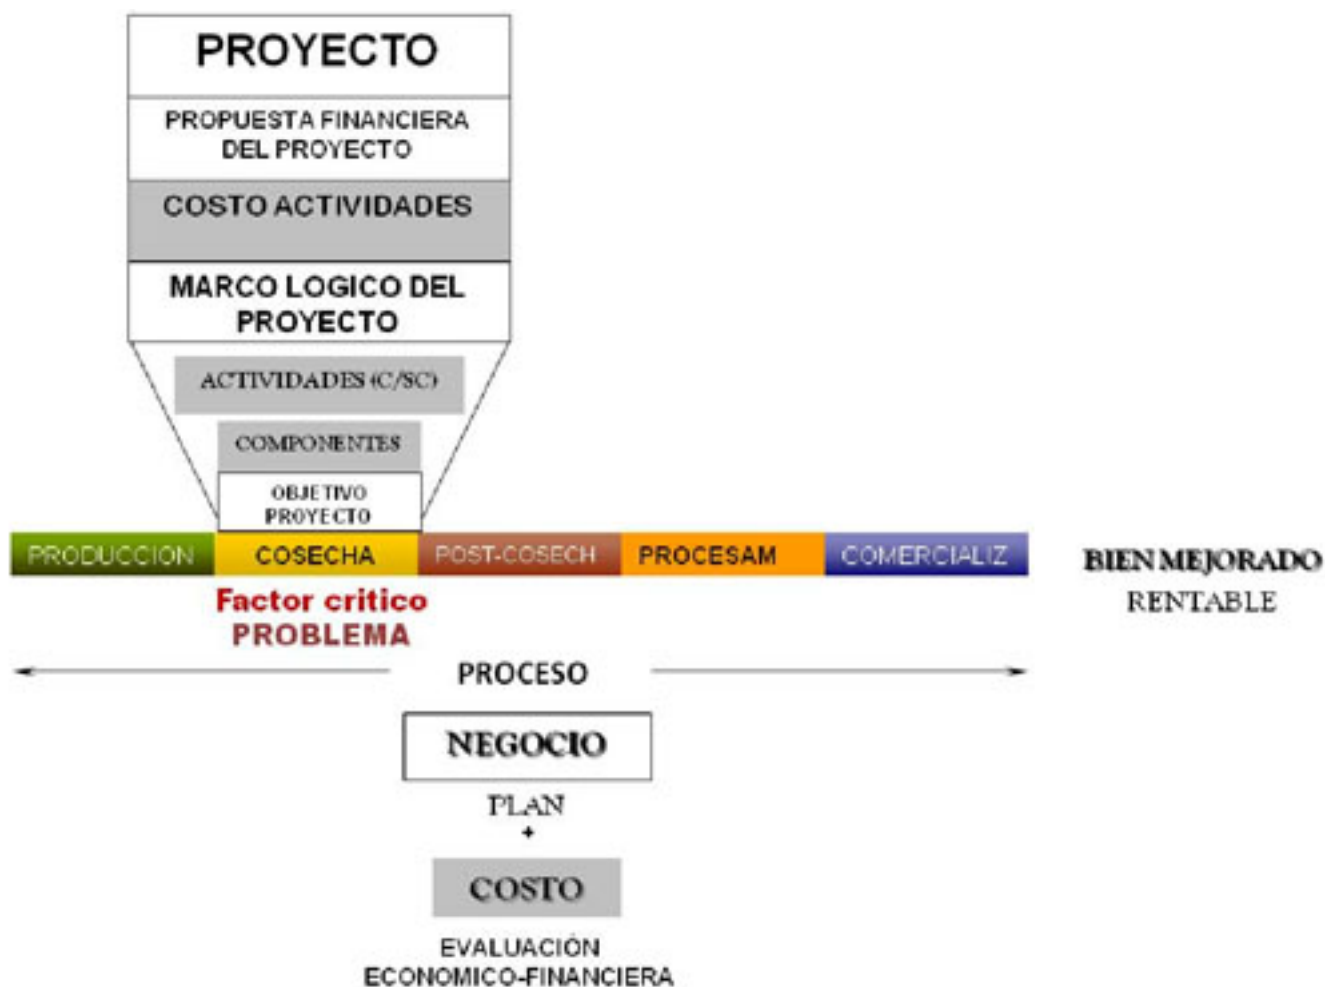 PROYECTO
PROPUESTA FINANCIERA
DEL PROYECTO
COSTO ACTIVIDADES
MARCO LOGICO DEL
PROYECTO
ACTIVIDADES (C/SC)
COMPONENTES
OBJETIVO
PROYECTO
PRODUCCION COSECHA POST-COSECH PROCESAM COMERCIALIZ BIEN MEJORADO
RENTABLE
Factor critico
PROBLEMA
PROCESO
NEGOCIO
PLAN
+
COSTO
EVALUACIÓN
ECONOMICO-FINANCIERA